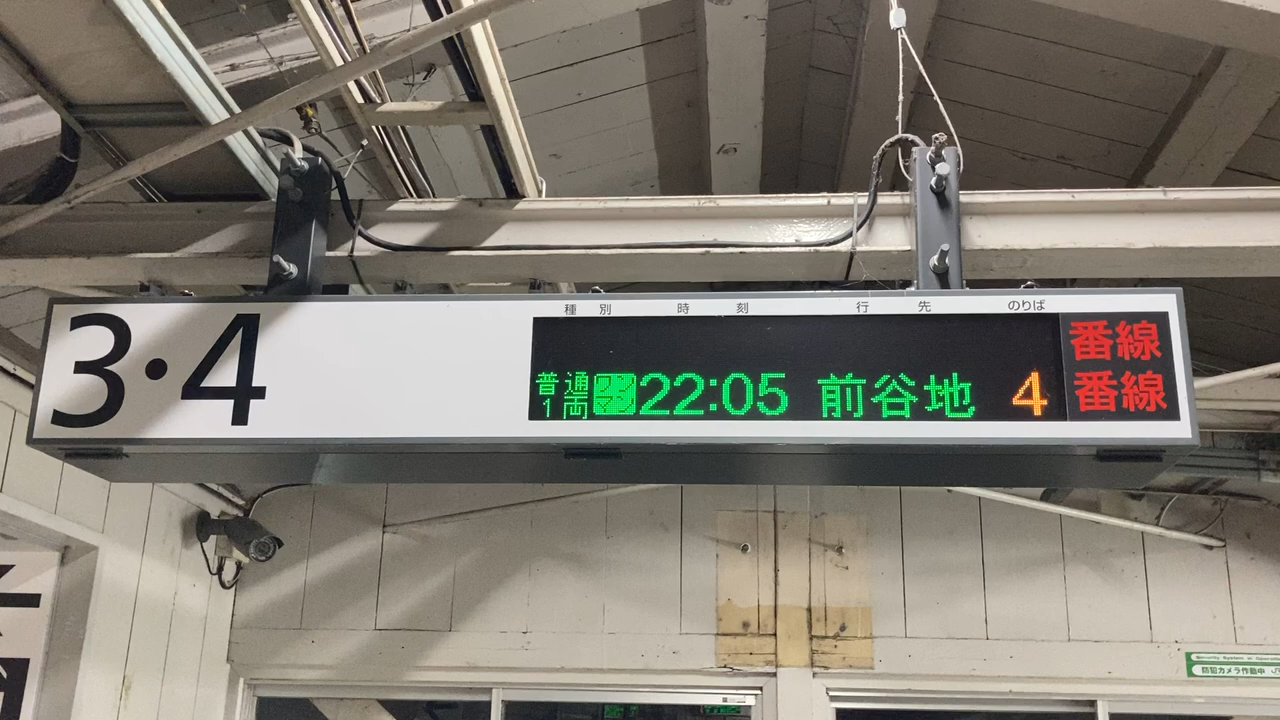 3・4
種別 時刻 行先 のりば
番線
普通 1両 22:05 前谷地 4 番線
防犯カメラ作動中